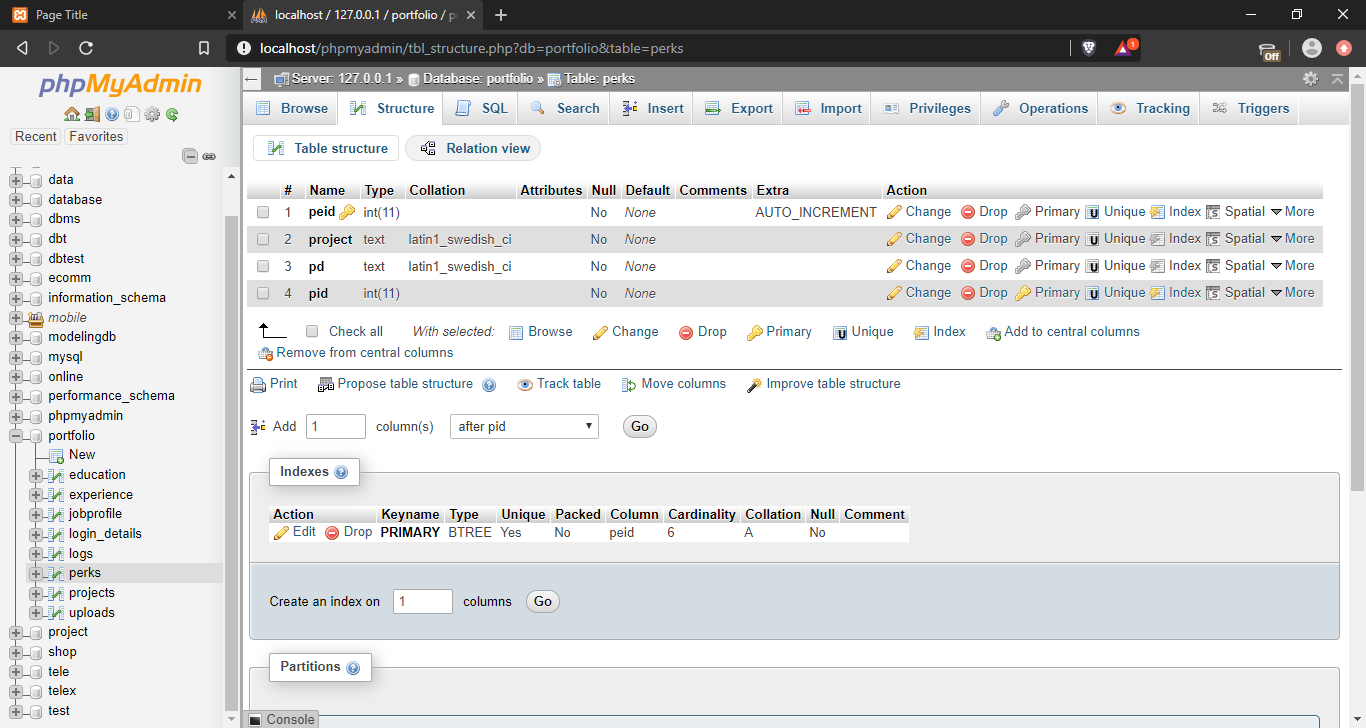 Page Title
localhost / 127.0.0.1 / portfolio / p
localhost/phpmyadmin/tbl_structure.php?db=portfolio&table=perks
1
Off
phpMyAdmin
Recent Favorites
data
database
dbms
dbt
dbtest
ecomm
information_schema
mobile
modelingdb
mysql
online
performance_schema
phpmyadmin
portfolio
New
education
experience
jobprofile
login_details
logs
perks
projects
uploads
project
shop
tele
telex
test
Server: 127.0.0.1 » Database: portfolio » Table: perks
Browse Structure SQL Search Insert Export Import Privileges Operations Tracking Triggers
Table structure Relation view
# Name Type Collation Attributes Null Default Comments Extra Action
1 peid int(11) No None AUTO_INCREMENT Change Drop Primary Unique Index Spatial More
2 project text latin1_swedish_ci No None Change Drop Primary Unique Index Spatial More
3 pd text latin1_swedish_ci No None Change Drop Primary Unique Index Spatial More
4 pid int(11) No None Change Drop Primary Unique Index Spatial More
Check all With selected: Browse Change Drop Primary Unique Index Add to central columns
Remove from central columns
Print Propose table structure Track table Move columns Improve table structure
Add 1 column(s) after pid Go
Indexes
Action Keyname Type Unique Packed Column Cardinality Collation Null Comment
Edit Drop PRIMARY BTREE Yes No peid 6 A No
Create an index on 1 columns Go
Partitions
Console